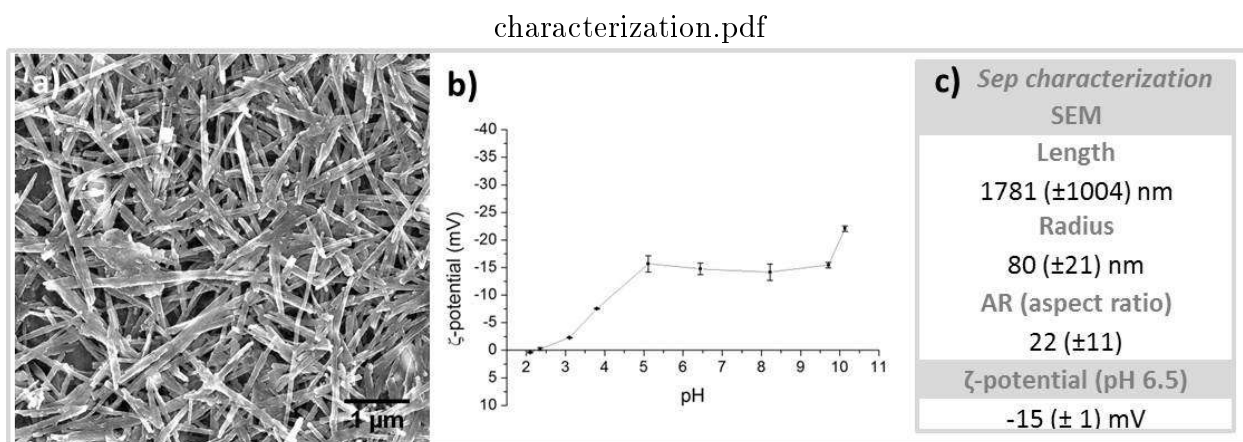 characterization.pdf
a)
1 µm
b)
-40
-35
-30
-25
-20
-15
-10
-5
0
5
10
ζ-potential (mV)
2 3 4 5 6 7 8 9 10 11
pH
c) Sep characterization
SEM
Length
1781 (±1004) nm
Radius
80 (±21) nm
AR (aspect ratio)
22 (±11)
ζ-potential (pH 6.5)
-15 (± 1) mV